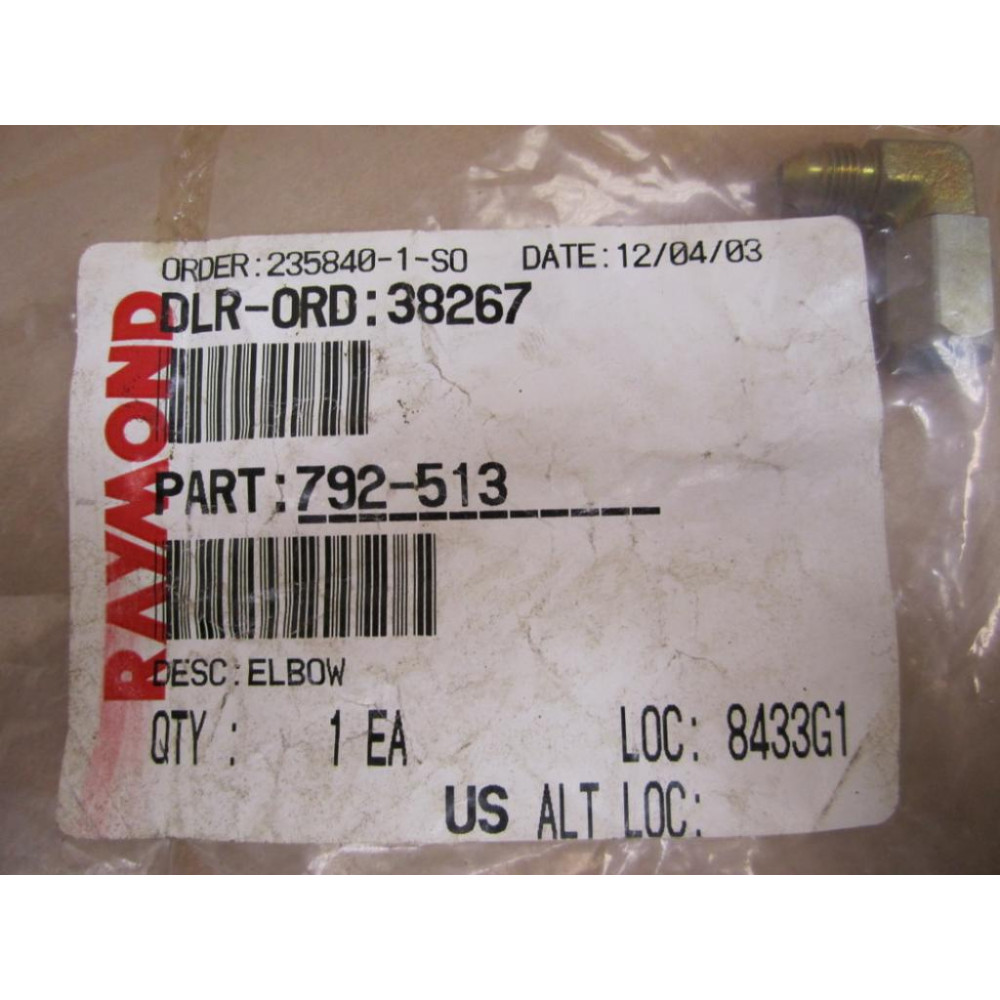 RAYMOND
ORDER:235840-1-SO DATE:12/04/03
DLR-ORD:38267
PART:792-513
DESC:ELBOW
QTY: 1 EA LOC: 8433G1
US ALT LOC: